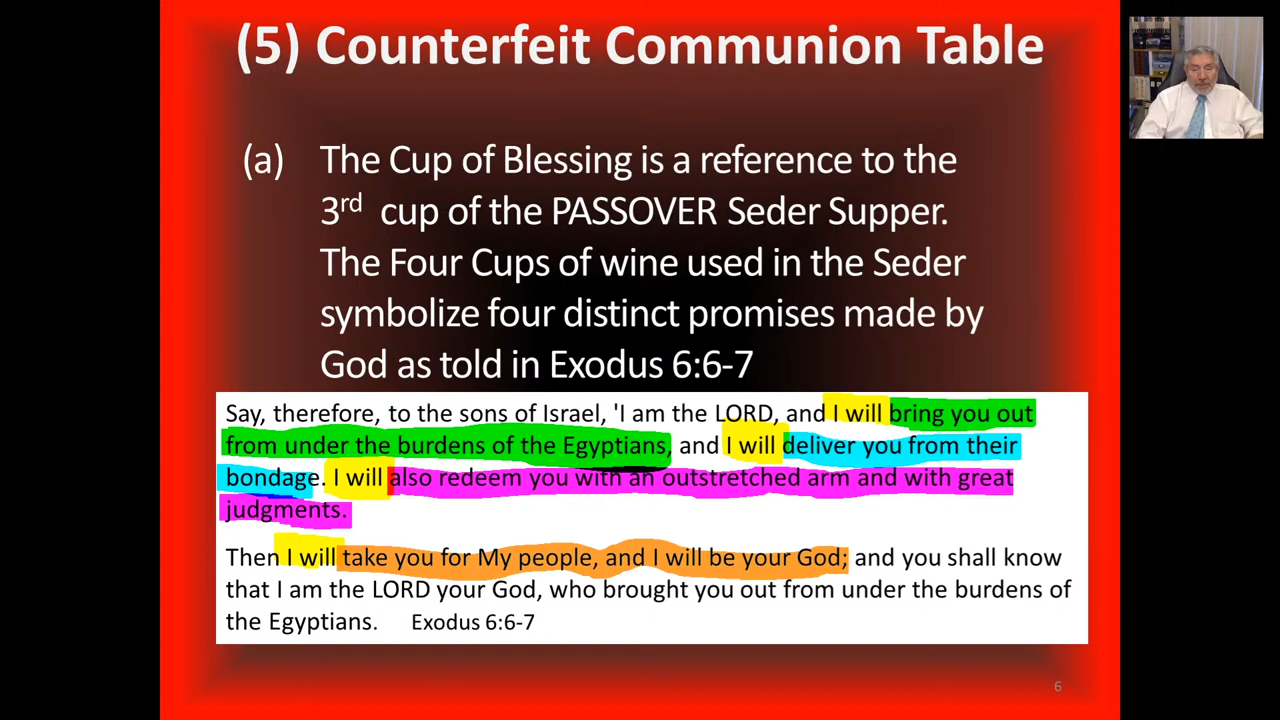 (5) Counterfeit Communion Table
(a) The Cup of Blessing is a reference to the
3rd cup of the PASSOVER Seder Supper.
The Four Cups of wine used in the Seder
symbolize four distinct promises made by
God as told in Exodus 6:6-7
Say, therefore, to the sons of Israel, 'I am the LORD, and I will bring you out
from under the burdens of the Egyptians, and I will deliver you from their
bondage. I will also redeem you with an outstretched arm and with great
judgments.
Then I will take you for My people, and I will be your God; and you shall know
that I am the LORD your God, who brought you out from under the burdens of
the Egyptians. Exodus 6:6-7
6